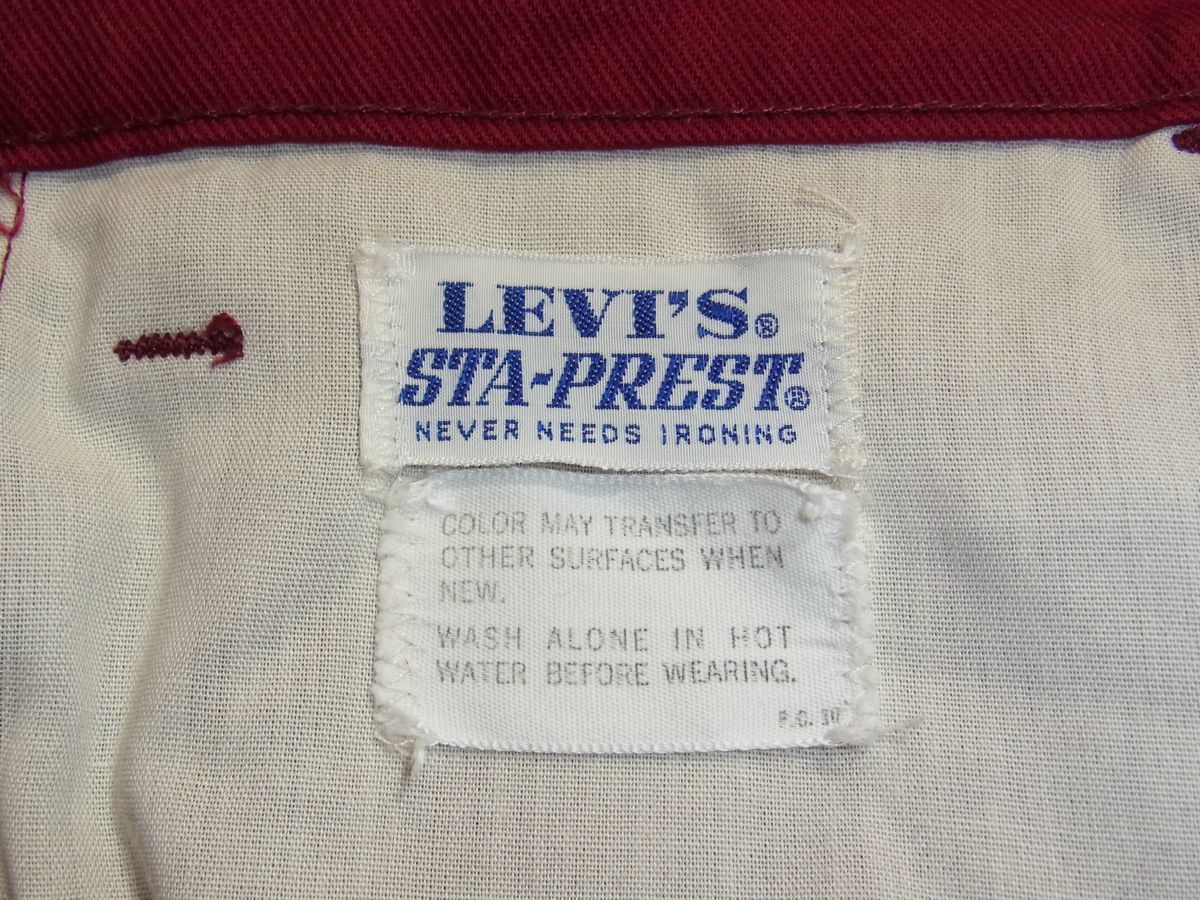 LEVI'S®
STA-PREST®
NEVER NEEDS IRONING
COLOR MAY TRANSFER TO
OTHER SURFACES WHEN
NEW.
WASH ALONE IN HOT
WATER BEFORE WEARING.